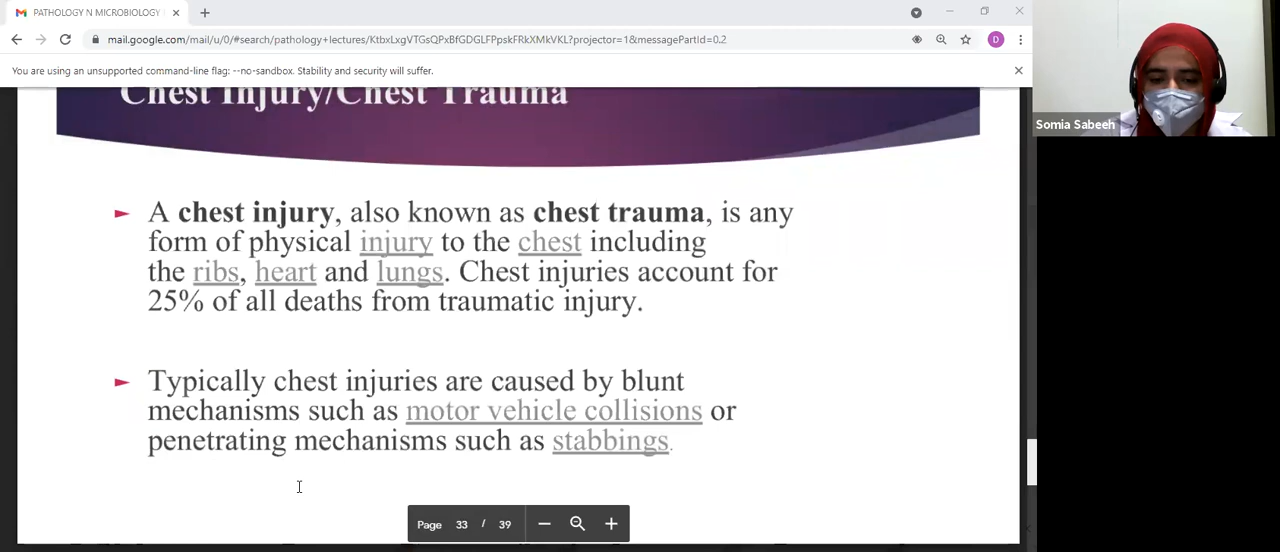 PATHOLOGY N MICROBIOLOGY
mail.google.com/mail/u/0/#search/pathology+lectures/KtbxLxgVTGsQPxBfGDGLFPpskFRkXMkVKL?projector=1&messagePartId=0.2
D
You are using an unsupported command-line flag: --no-sandbox. Stability and security will suffer.
Somia Sabeeh
Chest Injury/Chest Trauma
A chest injury, also known as chest trauma, is any
form of physical injury to the chest including
the ribs, heart and lungs. Chest injuries account for
25% of all deaths from traumatic injury.
Typically chest injuries are caused by blunt
mechanisms such as motor vehicle collisions or
penetrating mechanisms such as stabbings.
Page 33 / 39